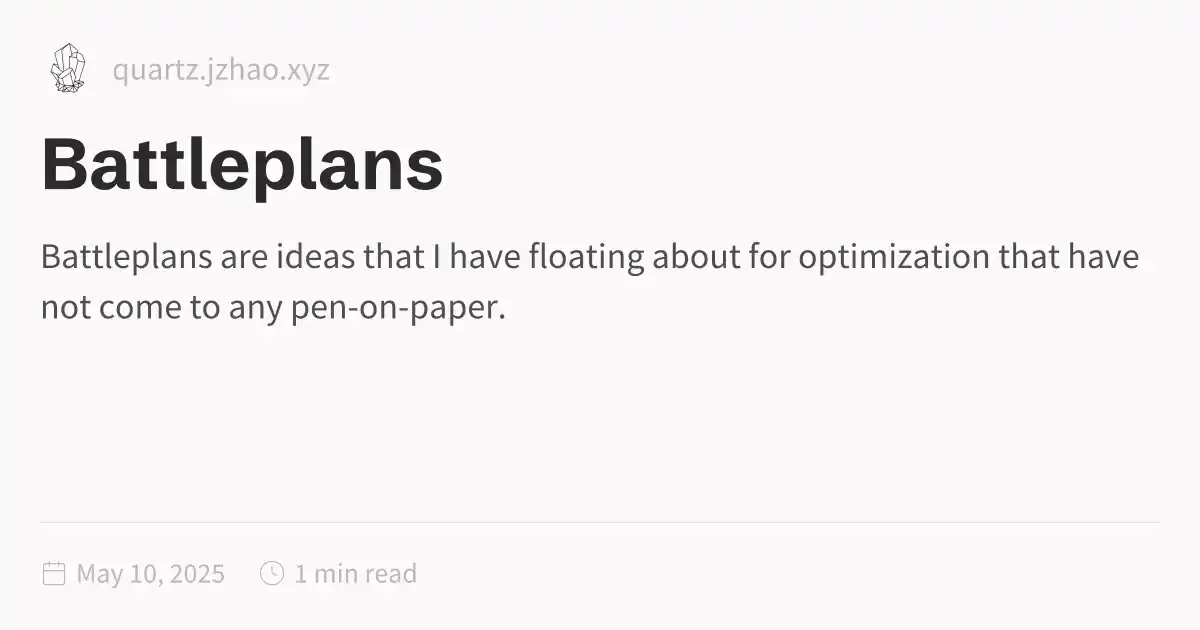 quartz.jzhao.xyz
Battleplans
Battleplans are ideas that I have floating about for optimization that have
not come to any pen-on-paper.
May 10, 2025 1 min read